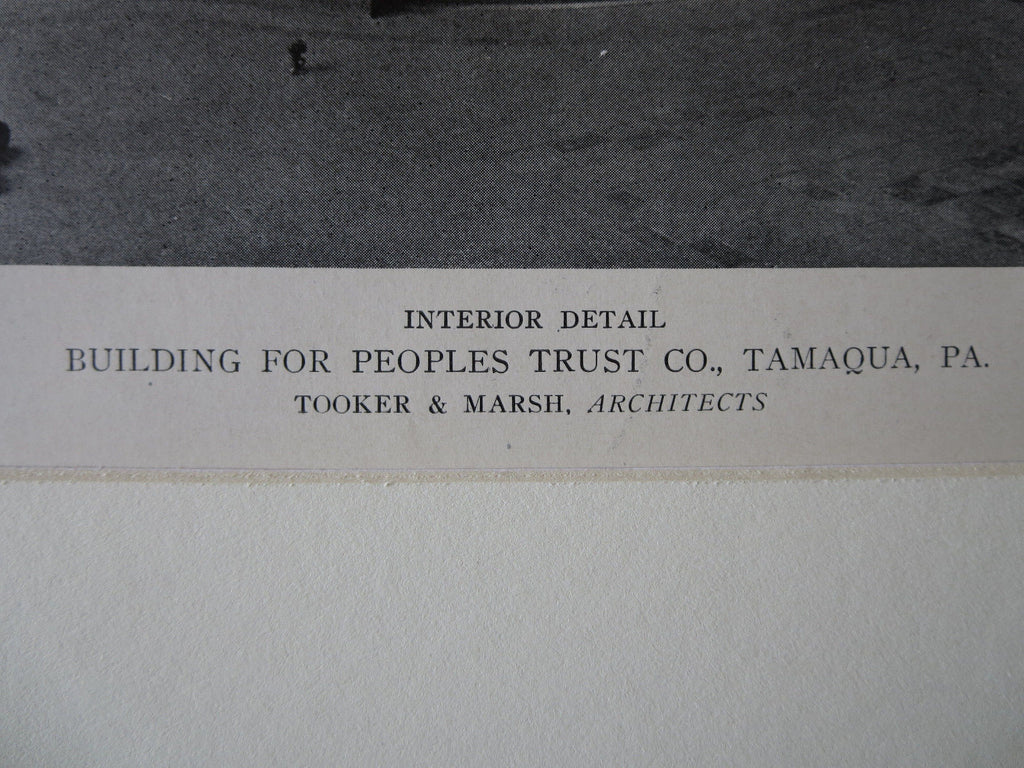 INTERIOR DETAIL
BUILDING FOR PEOPLES TRUST CO., TAMAQUA, PA.
TOOKER & MARSH, ARCHITECTS